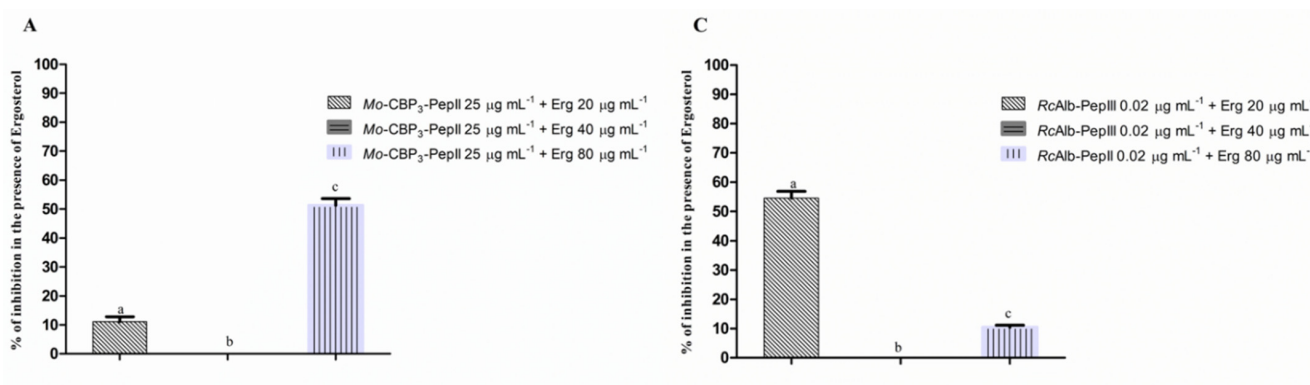 A
% of inhibition in the presence of Ergosterol
100
90
80
70
60
50
40
30
20
10
0
Mo-CBP₃-PepII 25 μg mL⁻¹ + Erg 20 μg mL⁻¹
Mo-CBP₃-PepII 25 μg mL⁻¹ + Erg 40 μg mL⁻¹
Mo-CBP₃-PepII 25 μg mL⁻¹ + Erg 80 μg mL⁻¹
a
b
c
C
% of inhibition in the presence of Ergosterol
100
90
80
70
60
50
40
30
20
10
0
RcAlb-PepIII 0.02 μg mL⁻¹ + Erg 20 μg mL
RcAlb-PepIII 0.02 μg mL⁻¹ + Erg 40 μg mL
RcAlb-PepII 0.02 μg mL⁻¹ + Erg 80 μg mL⁻
a
b
c